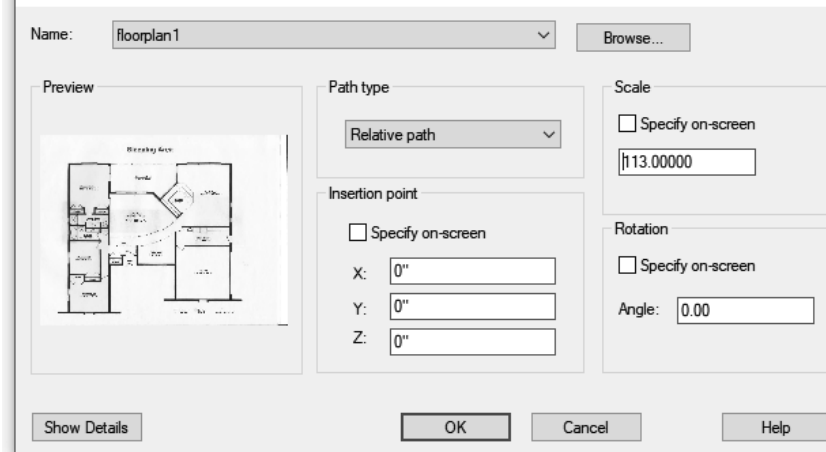 Name:
floorplan1
Browse...
Preview
Path type
Relative path
Scale
Specify on-screen
113.00000
Insertion point
Specify on-screen
X:
0"
Y:
0"
Z:
0"
Rotation
Specify on-screen
Angle:
0.00
Show Details
OK
Cancel
Help